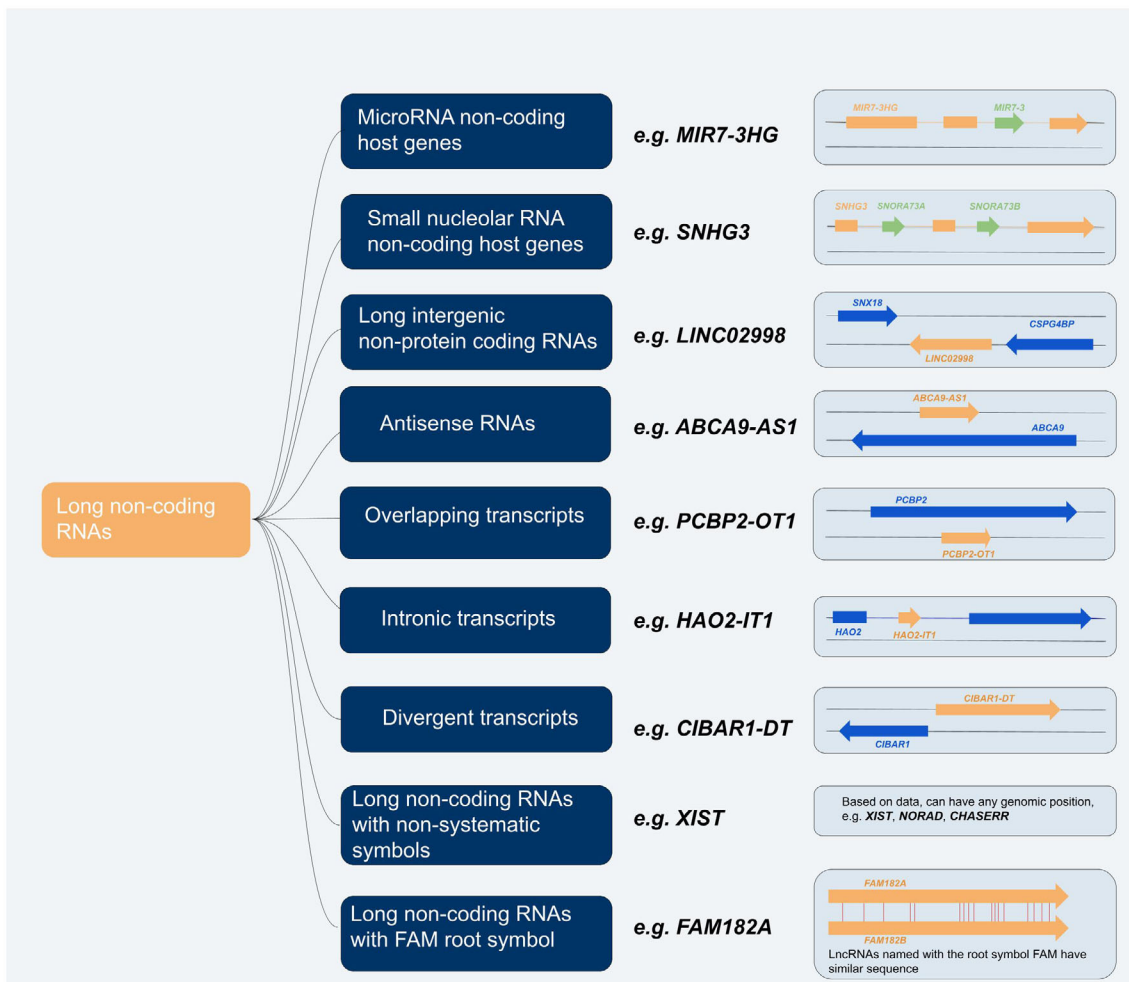 Long non-coding
RNAs
MicroRNA non-coding
host genes
e.g. MIR7-3HG
MIR7-3HG
MIR7-3
Small nucleolar RNA
non-coding host genes
e.g. SNHG3
SNHG3
SNORA73A
SNORA73B
Long intergenic
non-protein coding RNAs
e.g. LINC02998
SNX18
CSPG4BP
LINC02998
Antisense RNAs
e.g. ABCA9-AS1
ABCA9-AS1
ABCA9
Overlapping transcripts
e.g. PCBP2-OT1
PCBP2
PCBP2-OT1
Intronic transcripts
e.g. HAO2-IT1
HAO2
HAO2-IT1
Divergent transcripts
e.g. CIBAR1-DT
CIBAR1-DT
CIBAR1
Long non-coding RNAs
with non-systematic
symbols
e.g. XIST
Based on data, can have any genomic position,
e.g. XIST, NORAD, CHASERR
Long non-coding RNAs
with FAM root symbol
e.g. FAM182A
FAM182A
FAM182B
LncRNAs named with the root symbol FAM have
similar sequence